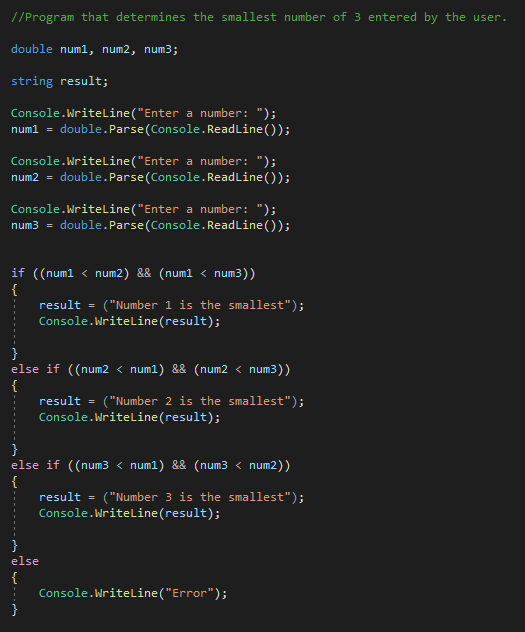 //Program that determines the smallest number of 3 entered by the user.
double num1, num2, num3;
string result;
Console.WriteLine("Enter a number: ");
num1 = double.Parse(Console.ReadLine());
Console.WriteLine("Enter a number: ");
num2 = double.Parse(Console.ReadLine());
Console.WriteLine("Enter a number: ");
num3 = double.Parse(Console.ReadLine());
if ((num1 < num2) && (num1 < num3))
{
    result = ("Number 1 is the smallest");
    Console.WriteLine(result);
}
else if ((num2 < num1) && (num2 < num3))
{
    result = ("Number 2 is the smallest");
    Console.WriteLine(result);
}
else if ((num3 < num1) && (num3 < num2))
{
    result = ("Number 3 is the smallest");
    Console.WriteLine(result);
}
else
{
    Console.WriteLine("Error");
}